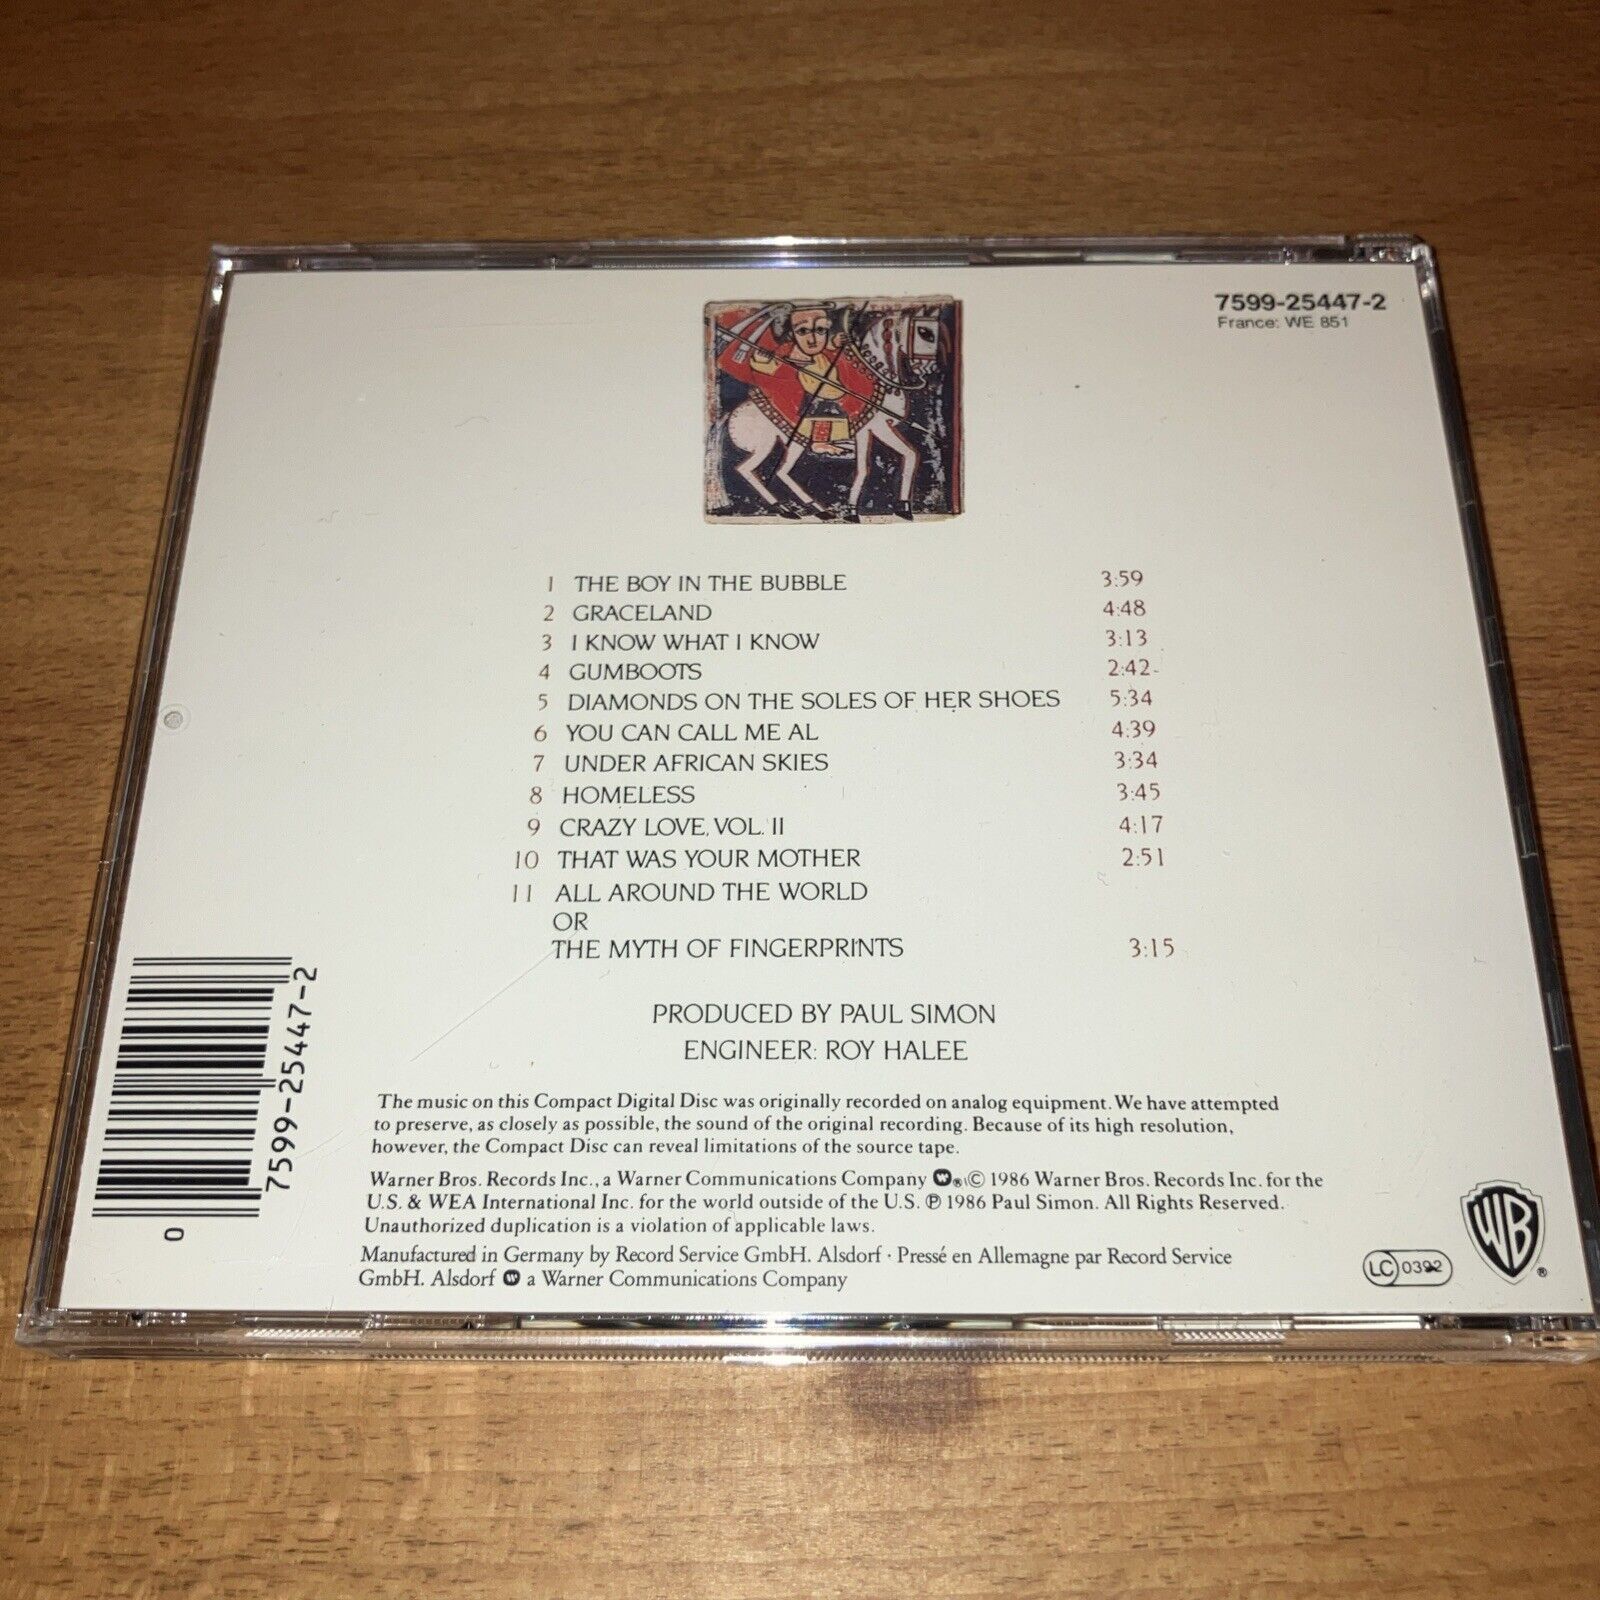 7599-25447-2
France: WE 851
1 THE BOY IN THE BUBBLE 3:59
2 GRACELAND 4:48
3 I KNOW WHAT I KNOW 3:13
4 GUMBOOTS 2:42
5 DIAMONDS ON THE SOLES OF HER SHOES 5:34
6 YOU CAN CALL ME AL 4:39
7 UNDER AFRICAN SKIES 3:34
8 HOMELESS 3:45
9 CRAZY LOVE, VOL. II 4:17
10 THAT WAS YOUR MOTHER 2:51
11 ALL AROUND THE WORLD
OR
THE MYTH OF FINGERPRINTS 3:15
PRODUCED BY PAUL SIMON
ENGINEER: ROY HALEE
The music on this Compact Digital Disc was originally recorded on analog equipment. We have attempted
to preserve, as closely as possible, the sound of the original recording. Because of its high resolution,
however, the Compact Disc can reveal limitations of the source tape.
Warner Bros. Records Inc., a Warner Communications Company ®, © 1986 Warner Bros. Records Inc. for the
U.S. & WEA International Inc. for the world outside of the U.S. ℗ 1986 Paul Simon. All Rights Reserved.
Unauthorized duplication is a violation of applicable laws.
Manufactured in Germany by Record Service GmbH. Alsdorf · Pressé en Allemagne par Record Service
GmbH. Alsdorf a Warner Communications Company
7599-25447-2
0
LC 0392
WB ®